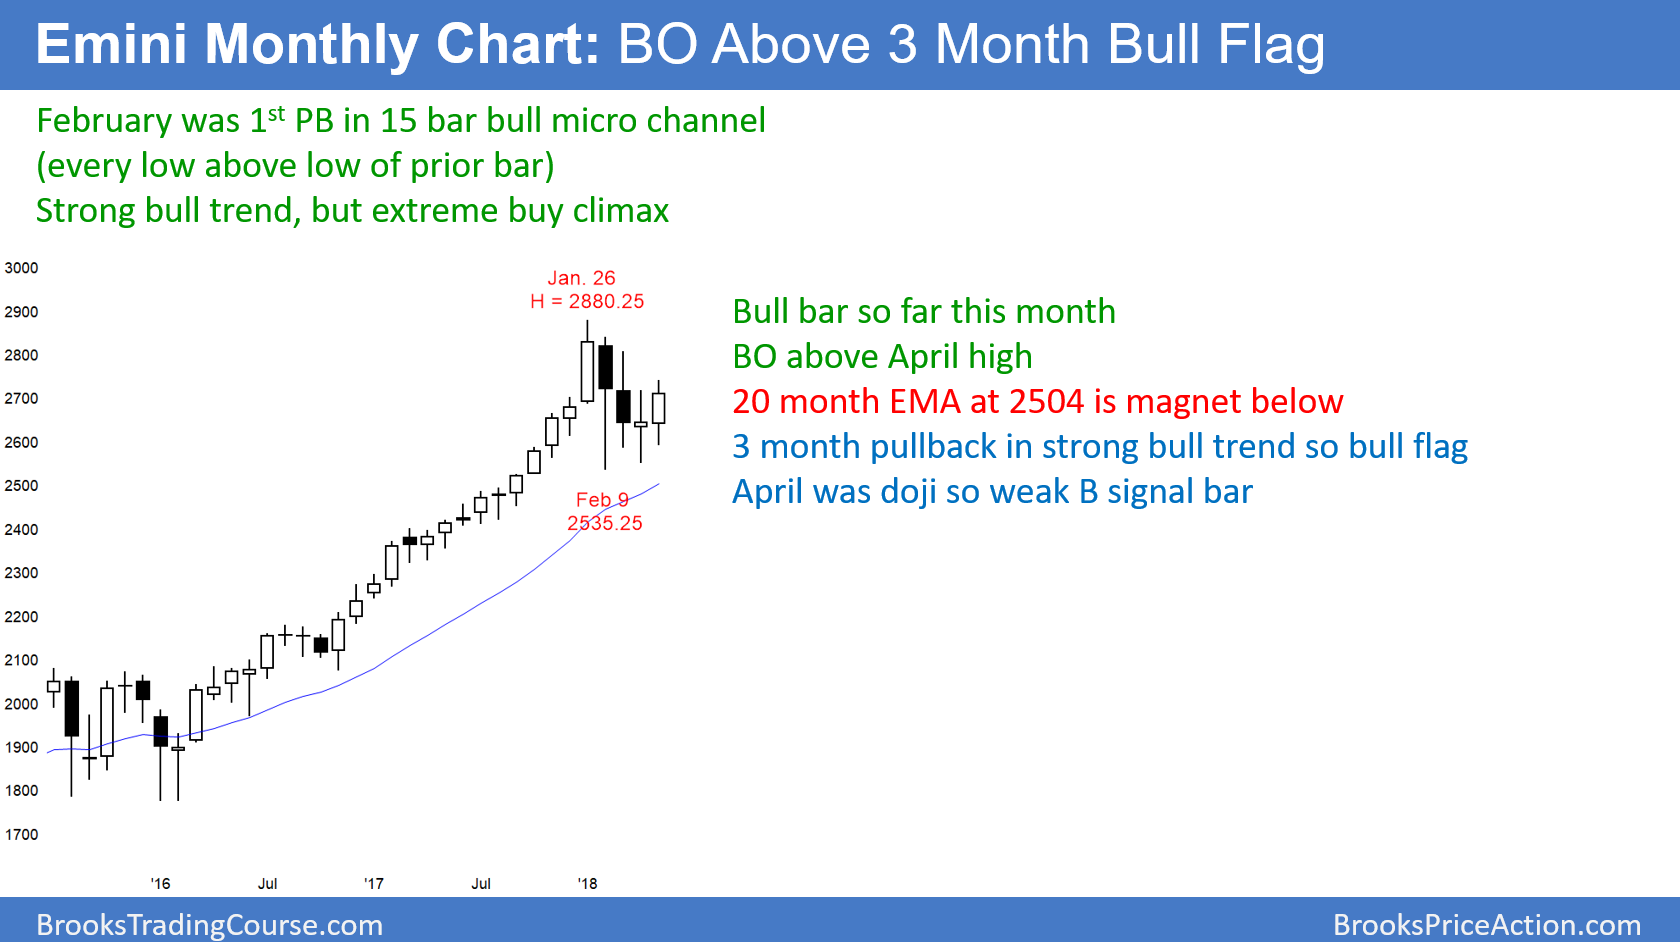 Emini Monthly Chart: BO Above 3 Month Bull Flag
February was 1st PB in 15 bar bull micro channel
(every low above low of prior bar)
Strong bull trend, but extreme buy climax
3000
2900
2800
2700
2600
2500
2400
2300
2200
2100
2000
1900
1800
1700
Jan. 26
H = 2880.25
Feb 9
2535.25
'16
Jul
'17
Jul
'18
Bull bar so far this month
BO above April high
20 month EMA at 2504 is magnet below
3 month pullback in strong bull trend so bull flag
April was doji so weak B signal bar
BrooksTradingCourse.com
BrooksPriceAction.com